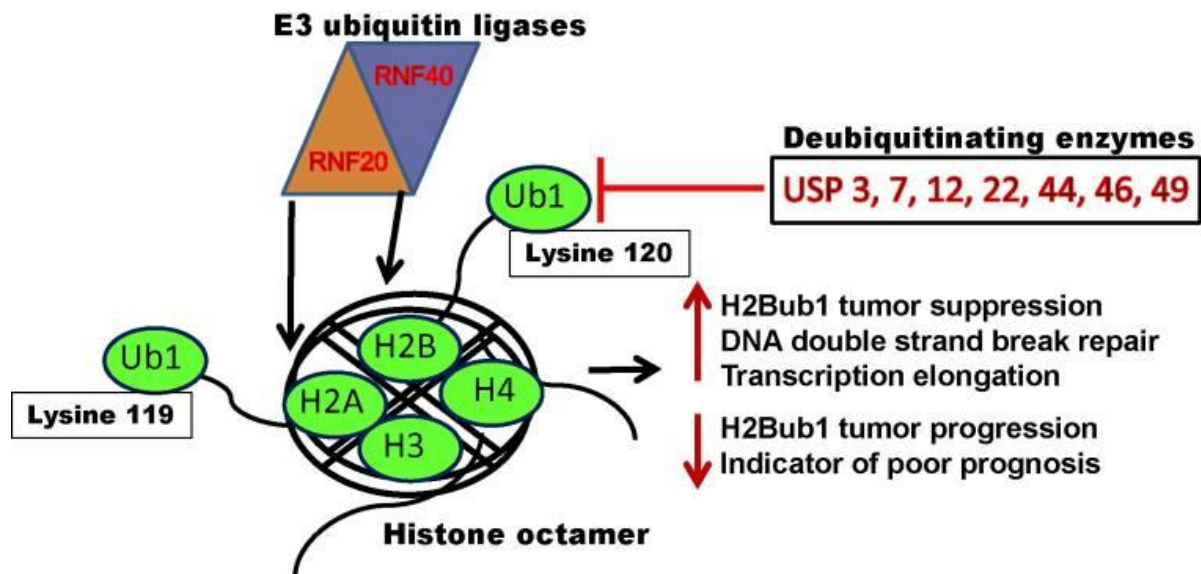 E3 ubiquitin ligases
RNF40
RNF20
Deubiquitinating enzymes
USP 3, 7, 12, 22, 44, 46, 49
Ub1
Lysine 120
H2Bub1 tumor suppression
DNA double strand break repair
Transcription elongation
Ub1
Lysine 119
H2B
H2A
H4
H3
H2Bub1 tumor progression
Indicator of poor prognosis
Histone octamer